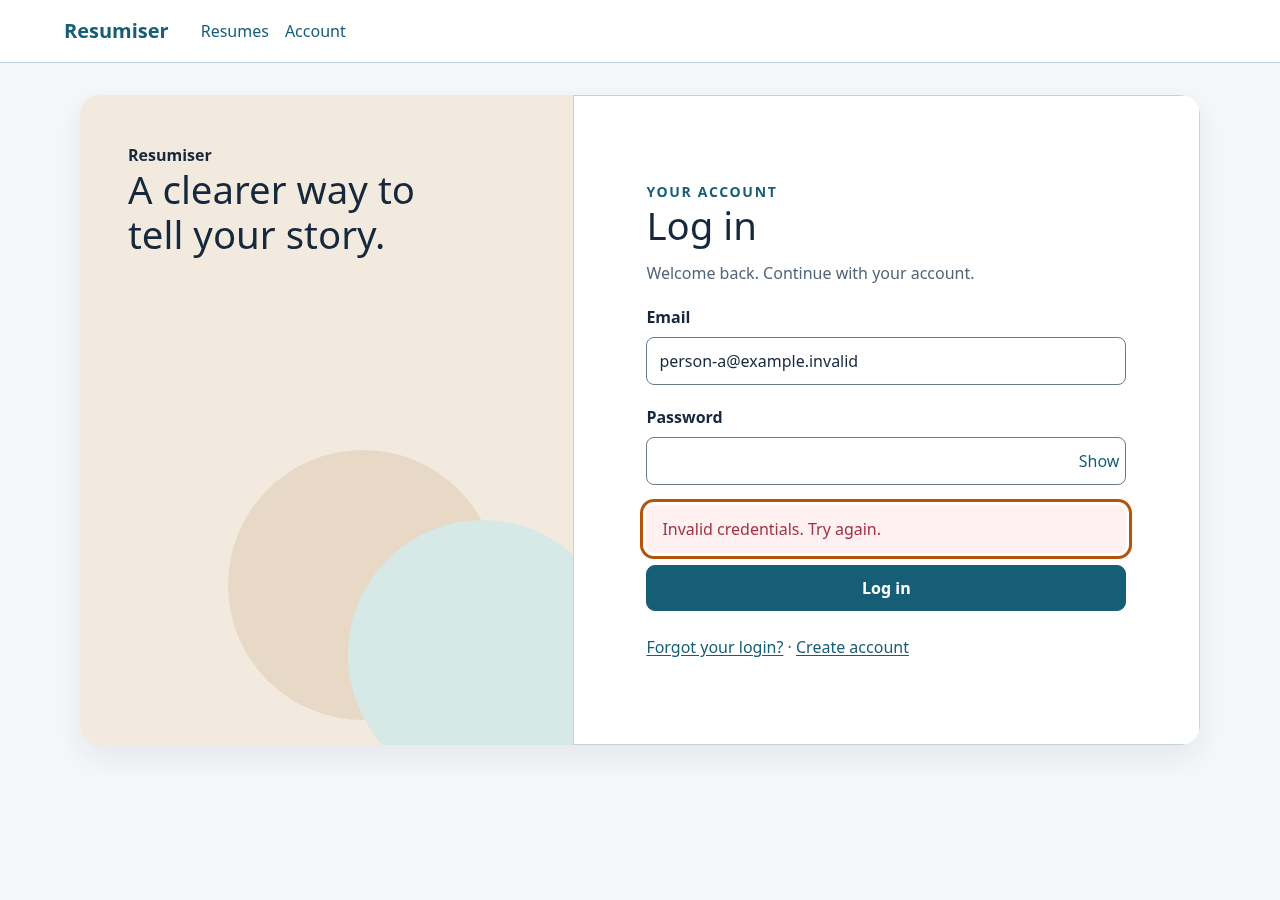 Resumiser
Resumes
Account
Resumiser
A clearer way to
tell your story.
YOUR ACCOUNT
Log in
Welcome back. Continue with your account.
Email
person-a@example.invalid
Password
Show
Invalid credentials. Try again.
Log in
Forgot your login? · Create account